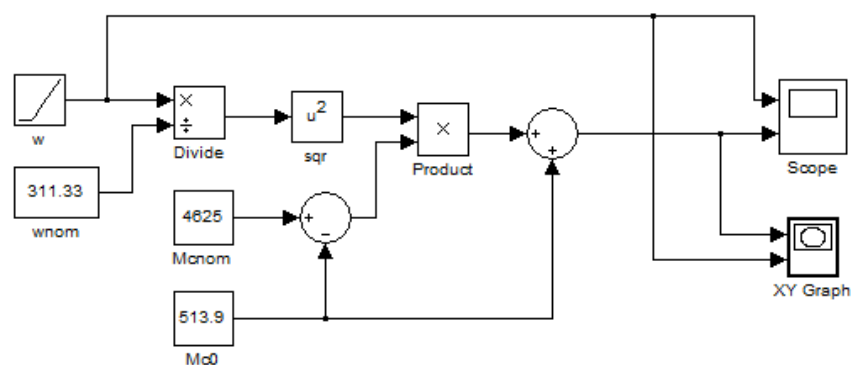 w
×
÷
Divide
u²
sqr
×
Product
+
+
Scope
311.33
wnom
4625
Mcnom
+
−
XY Graph
513.9
Mc0